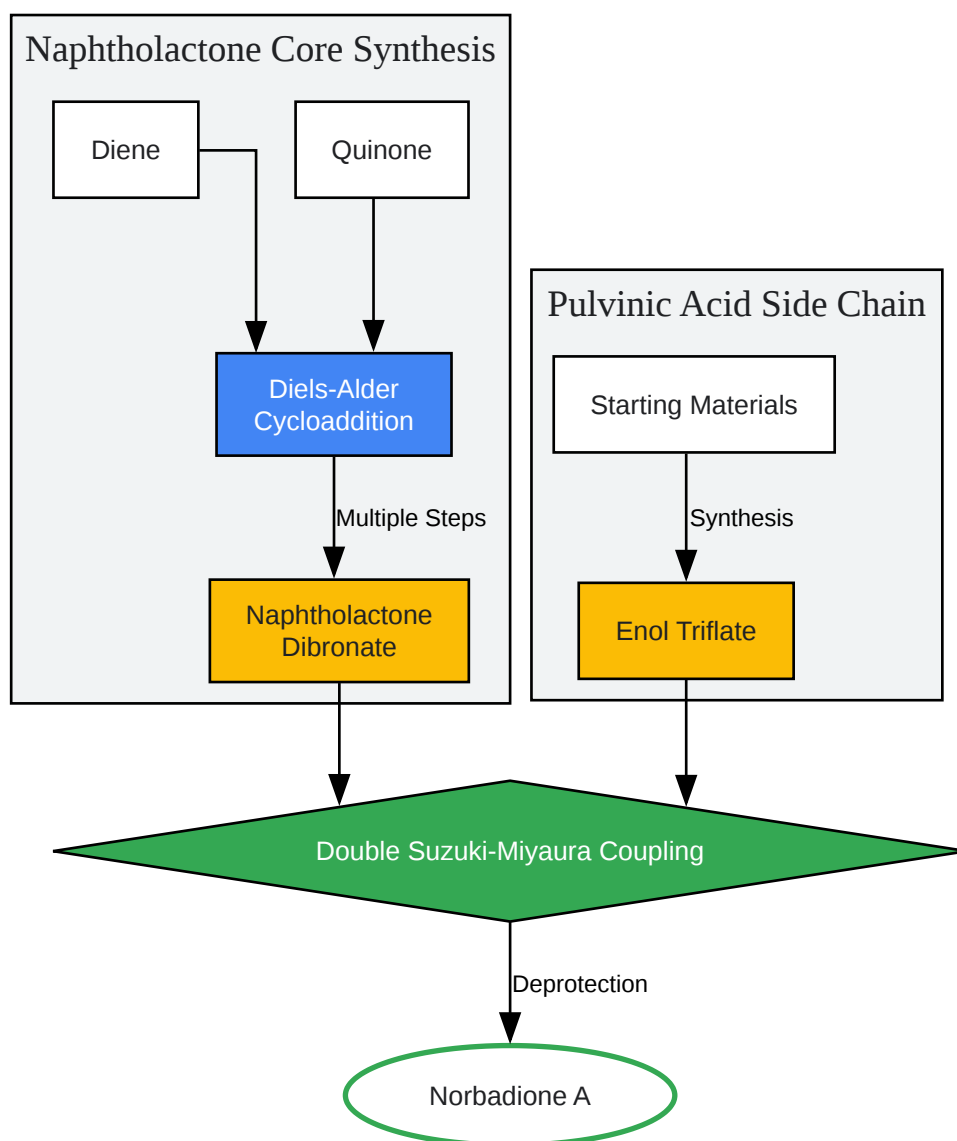 Naphtholactone Core Synthesis
Diene
Quinone
Diels-Alder
Cycloaddition
Multiple Steps
Naphtholactone
Dibronate
Pulvinic Acid Side Chain
Starting Materials
Synthesis
Enol Triflate
Double Suzuki-Miyaura Coupling
Deprotection
Norbadione A